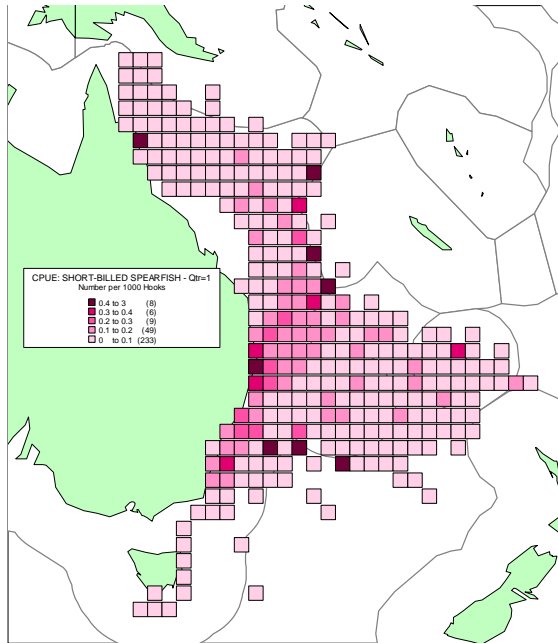 CPUE: SHORT-BILLED SPEARFISH - Qtr=1
Number per 1000 Hooks
0.4 to 3 (8)
0.3 to 0.4 (6)
0.2 to 0.3 (9)
0.1 to 0.2 (49)
0 to 0.1 (233)